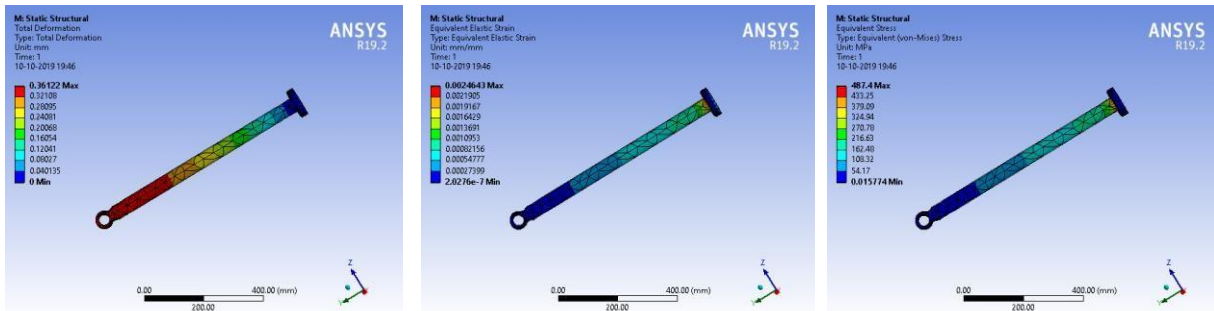 M: Static Structural
Total Deformation
Type: Total Deformation
Unit: mm
Time: 1
10-10-2019 19:46
ANSYS
R19.2
0.36122 Max
0.32108
0.28095
0.24081
0.20068
0.16054
0.12041
0.08027
0.040135
0 Min
Z
Y
0.00
400.00 (mm)
200.00
M: Static Structural
Equivalent Elastic Strain
Type: Equivalent Elastic Strain
Unit: mm/mm
Time: 1
10-10-2019 19:46
ANSYS
R19.2
0.0024643 Max
0.0021905
0.0019167
0.0016429
0.0013691
0.0010953
0.00082156
0.00054777
0.00027399
2.0276e-7 Min
Z
Y
0.00
400.00 (mm)
200.00
M: Static Structural
Equivalent Stress
Type: Equivalent (von-Mises) Stress
Unit: MPa
Time: 1
10-10-2019 19:46
ANSYS
R19.2
487.4 Max
433.25
379.09
324.94
270.78
216.63
162.48
108.32
54.17
0.015774 Min
Z
Y
0.00
400.00 (mm)
200.00